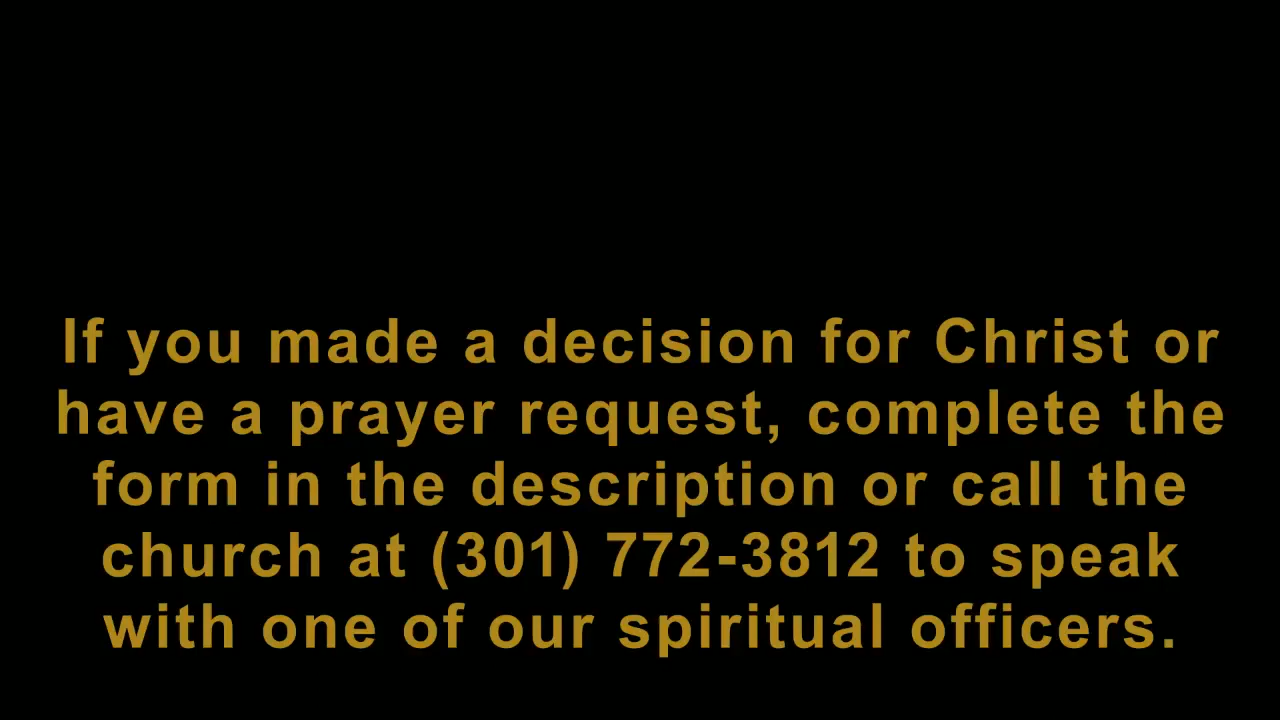 If you made a decision for Christ or
have a prayer request, complete the
form in the description or call the
church at (301) 772-3812 to speak
with one of our spiritual officers.